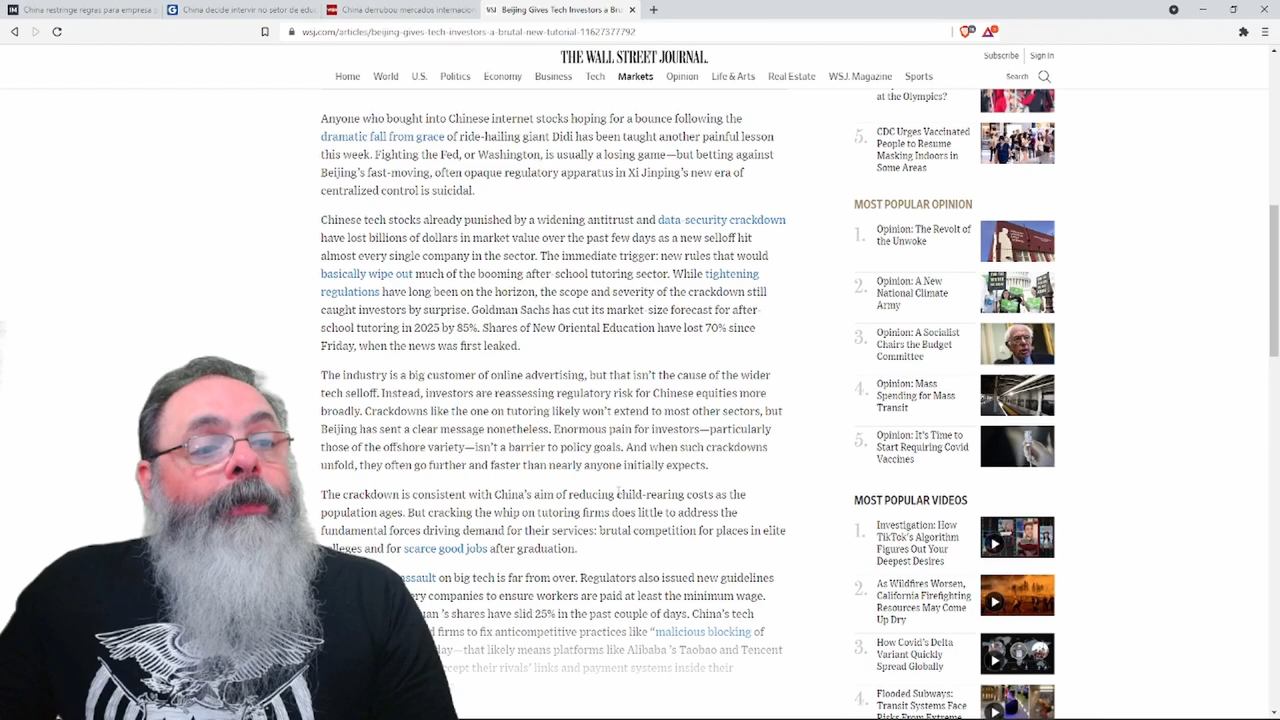 China restringe regras para empresas
China decide intervir no setor de educ
China derrubou mercados internacion
Beijing Gives Tech Investors a Bru
wsj.com/articles/beijing-gives-tech-investors-a-brutal-new-tutorial-11627377792
THE WALL STREET JOURNAL.
Subscribe Sign In
Home World U.S. Politics Economy Business Tech Markets Opinion Life & Arts Real Estate WSJ. Magazine Sports
Search
Anyone who bought into Chinese internet stocks hoping for a bounce following the
dramatic fall from grace of ride-hailing giant Didi has been taught another painful lesson
this week. Fighting the Fed, or Washington, is usually a losing game—but betting against
Beijing's fast-moving, often opaque regulatory apparatus in Xi Jinping's new era of
centralized control is suicidal.
Chinese tech stocks already punished by a widening antitrust and data-security crackdown
have lost billions of dollars in market value over the past few days as a new selloff hit
almost every single company in the sector. The immediate trigger: new rules that would
basically wipe out much of the booming after-school tutoring sector. While tightening
regulations have long been on the horizon, the scope and severity of the crackdown still
caught investors by surprise. Goldman Sachs has cut its market-size forecast for after-
school tutoring in 2025 by 85%. Shares of New Oriental Education have lost 70% since
Friday, when the news was first leaked.
The industry is a big customer of online advertising, but that isn't the cause of the wider
tech selloff. Instead, investors are reassessing regulatory risk for Chinese equities more
broadly. Crackdowns like the one on tutoring likely won't extend to most other sectors, but
Beijing has sent a clear message nonetheless. Enormous pain for investors—particularly
those of the offshore variety—isn't a barrier to policy goals. And when such crackdowns
unfold, they often go further and faster than nearly anyone initially expects.
The crackdown is consistent with China's aim of reducing child-rearing costs as the
population ages. But cracking the whip on tutoring firms does little to address the
fundamental forces driving demand for their services: brutal competition for places in elite
lleges and for scarce good jobs after graduation.
assault on big tech is far from over. Regulators also issued new guidelines
ry companies to ensure workers are paid at least the minimum wage.
uan's shares have slid 25% in the past couple of days. China's tech
d firms to fix anticompetitive practices like "malicious blocking of
lay—that likely means platforms like Alibaba's Taobao and Tencent
cept their rivals' links and payment systems inside their
at the Olympics?
5. CDC Urges Vaccinated
People to Resume
Masking Indoors in
Some Areas
MOST POPULAR OPINION
1. Opinion: The Revolt of
the Unwoke
2. Opinion: A New
National Climate
Army
3. Opinion: A Socialist
Chairs the Budget
Committee
4. Opinion: Mass
Spending for Mass
Transit
5. Opinion: It's Time to
Start Requiring Covid
Vaccines
MOST POPULAR VIDEOS
1. Investigation: How
TikTok's Algorithm
Figures Out Your
Deepest Desires
2. As Wildfires Worsen,
California Firefighting
Resources May Come
Up Dry
3. How Covid's Delta
Variant Quickly
Spread Globally
4. Flooded Subways:
Transit Systems Face
Risks From Extreme